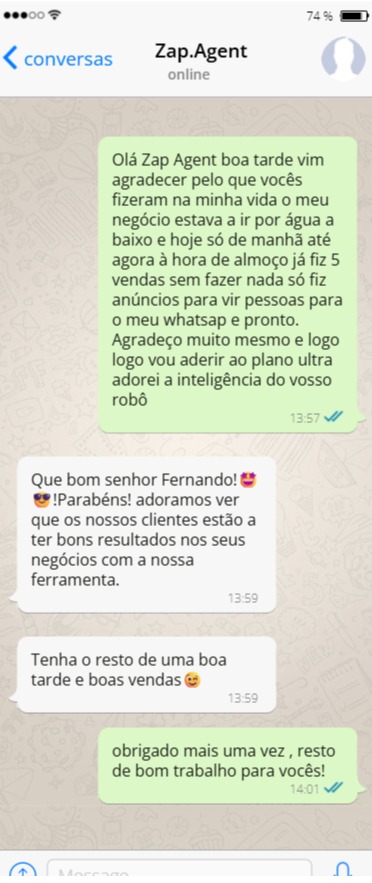 74 %
conversas
Zap.Agent
online
Olá Zap Agent boa tarde vim
agradecer pelo que vocês
fizeram na minha vida o meu
negócio estava a ir por água a
baixo e hoje só de manhã até
agora à hora de almoço já fiz 5
vendas sem fazer nada só fiz
anúncios para vir pessoas para
o meu whatsap e pronto.
Agradeço muito mesmo e logo
logo vou aderir ao plano ultra
adorei a inteligência do vosso
robô
13:57
Que bom senhor Fernando!🤩
😎!Parabéns! adoramos ver
que os nossos clientes estão a
ter bons resultados nos seus
negócios com a nossa
ferramenta.
13:59
Tenha o resto de uma boa
tarde e boas vendas😉
13:59
obrigado mais uma vez , resto
de bom trabalho para vocês!
14:01
Message